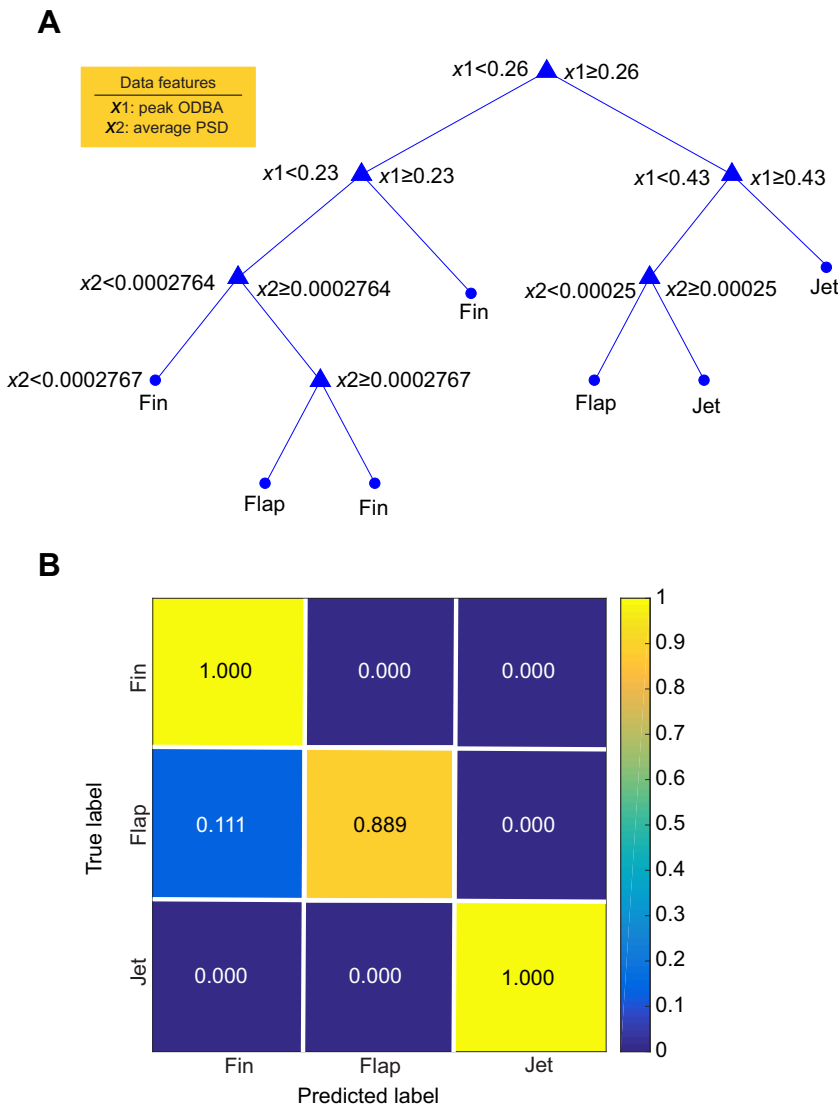 A
Data features
X1: peak ODBA
X2: average PSD
x1<0.26 x1≥0.26
x1<0.23 x1≥0.23
x1<0.43 x1≥0.43
x2<0.0002764 x2≥0.0002764
Fin
x2<0.00025 x2≥0.00025
Jet
x2<0.0002767 x2≥0.0002767
Fin
Flap
Jet
Flap
Fin
B
True label
Fin
Flap
Jet
1.000 0.000 0.000
0.111 0.889 0.000
0.000 0.000 1.000
Fin Flap Jet
Predicted label
1
0.9
0.8
0.7
0.6
0.5
0.4
0.3
0.2
0.1
0